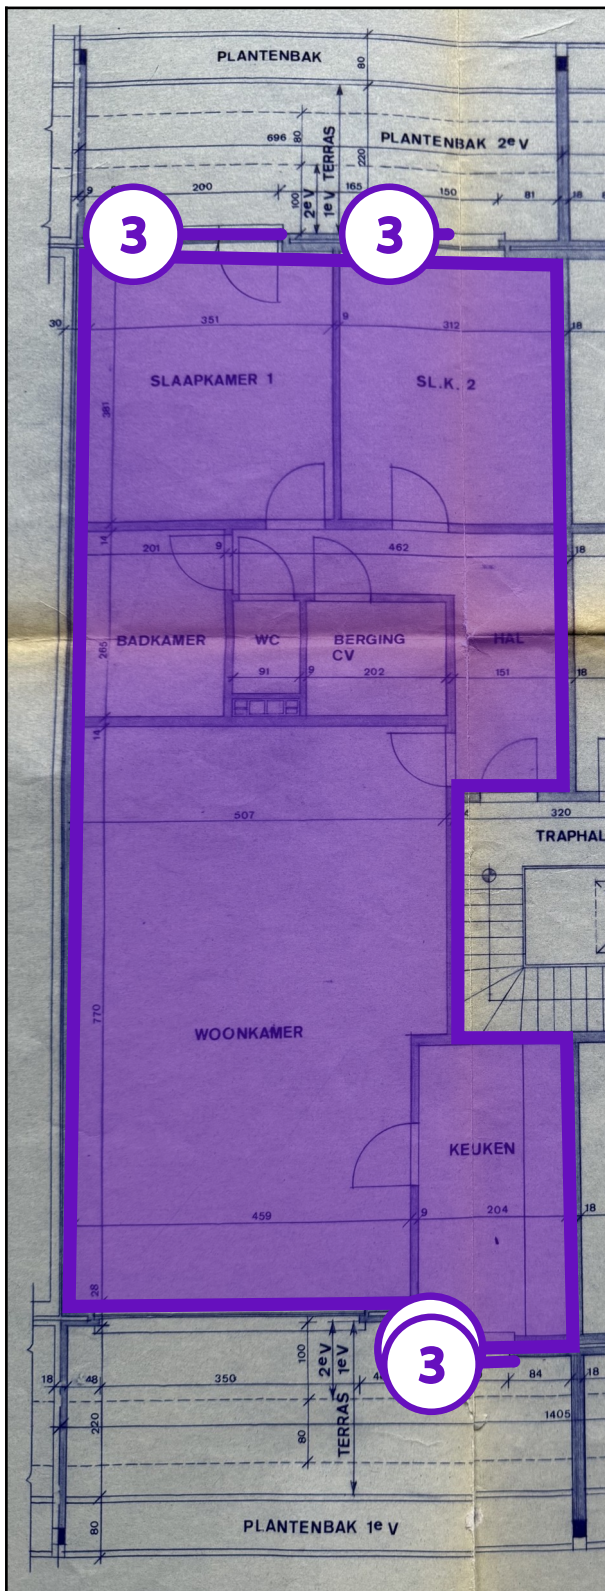 PLANTENBAK
80
696
80
TERRAS
PLANTENBAK 2e V
220
9
200
100
2e V
1e V
165
150
81
18
3
3
30
351
9
312
18
SLAAPKAMER 1
SL.K. 2
381
14
201
9
462
18
BADKAMER
WC
BERGING
CV
HAL
265
91
9
202
151
18
14
507
320
TRAPHAL
770
WOONKAMER
KEUKEN
459
9
204
18
28
3
18
48
350
100
2e V
1e V
84
18
220
80
TERRAS
1405
80
PLANTENBAK 1e V